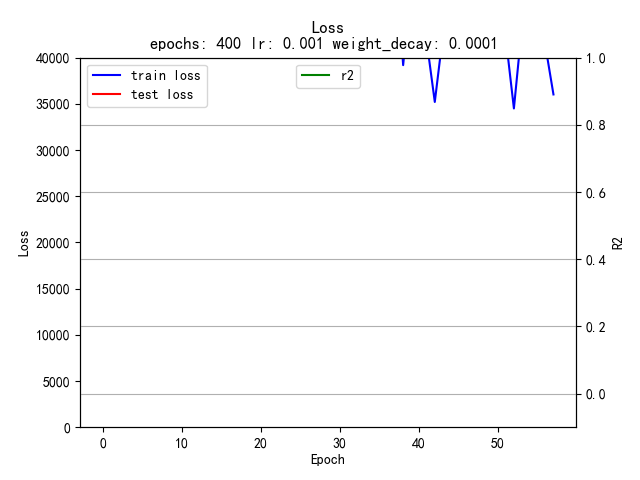 Loss
epochs: 400 lr: 0.001 weight_decay: 0.0001
train loss
test loss
r2
40000
35000
30000
25000
20000
15000
10000
5000
0
Loss
1.0
0.8
0.6
0.4
0.2
0.0
R2
0 10 20 30 40 50
Epoch